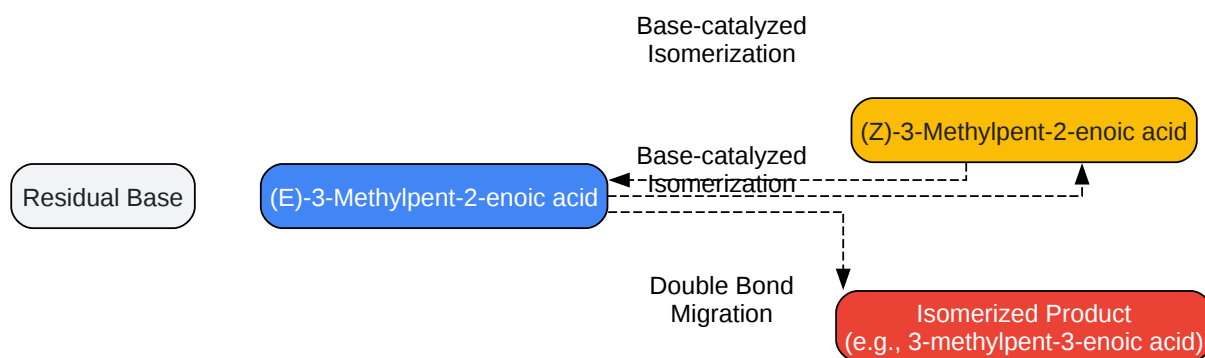 Base-catalyzed
Isomerization
(Z)-3-Methylpent-2-enoic acid
Residual Base
(E)-3-Methylpent-2-enoic acid
Base-catalyzed
Isomerization
Double Bond
Migration
Isomerized Product
(e.g., 3-methylpent-3-enoic acid)